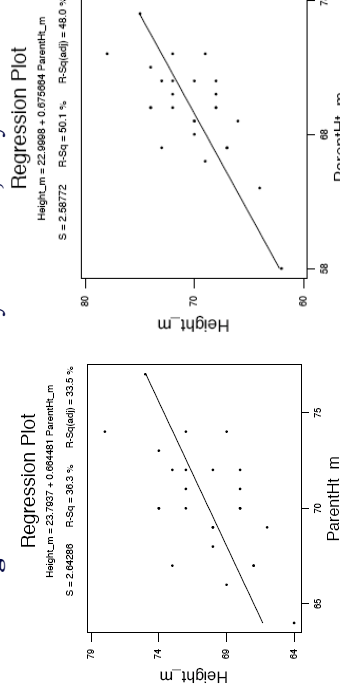 Regression Plot
Height_m = 22.9998 + 0.675664 ParentHt_m
S = 2.58772 R-Sq = 50.1 % R-Sq(adj) = 48.0 %
80
70
60
Height_m
58
68
ParentHt_m
Regression Plot
Height_m = 23.7937 + 0.664481 ParentHt_m
S = 2.64286 R-Sq = 36.3 % R-Sq(adj) = 33.5 %
79
74
69
64
Height_m
65
70
75
ParentHt_m